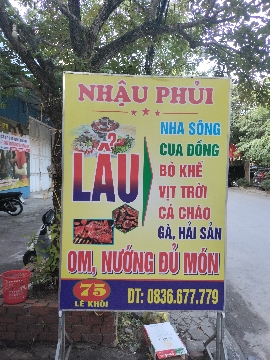 NHẬU PHỦI
LẨU
NHA SÔNG
CUA ĐỒNG
BÒ KHẾ
VỊT TRỜI
CÁ CHÁO
GÀ, HẢI SẢN
OM, NƯỚNG ĐỦ MÓN
75
LÊ KHÔI
ĐT: 0836.677.779